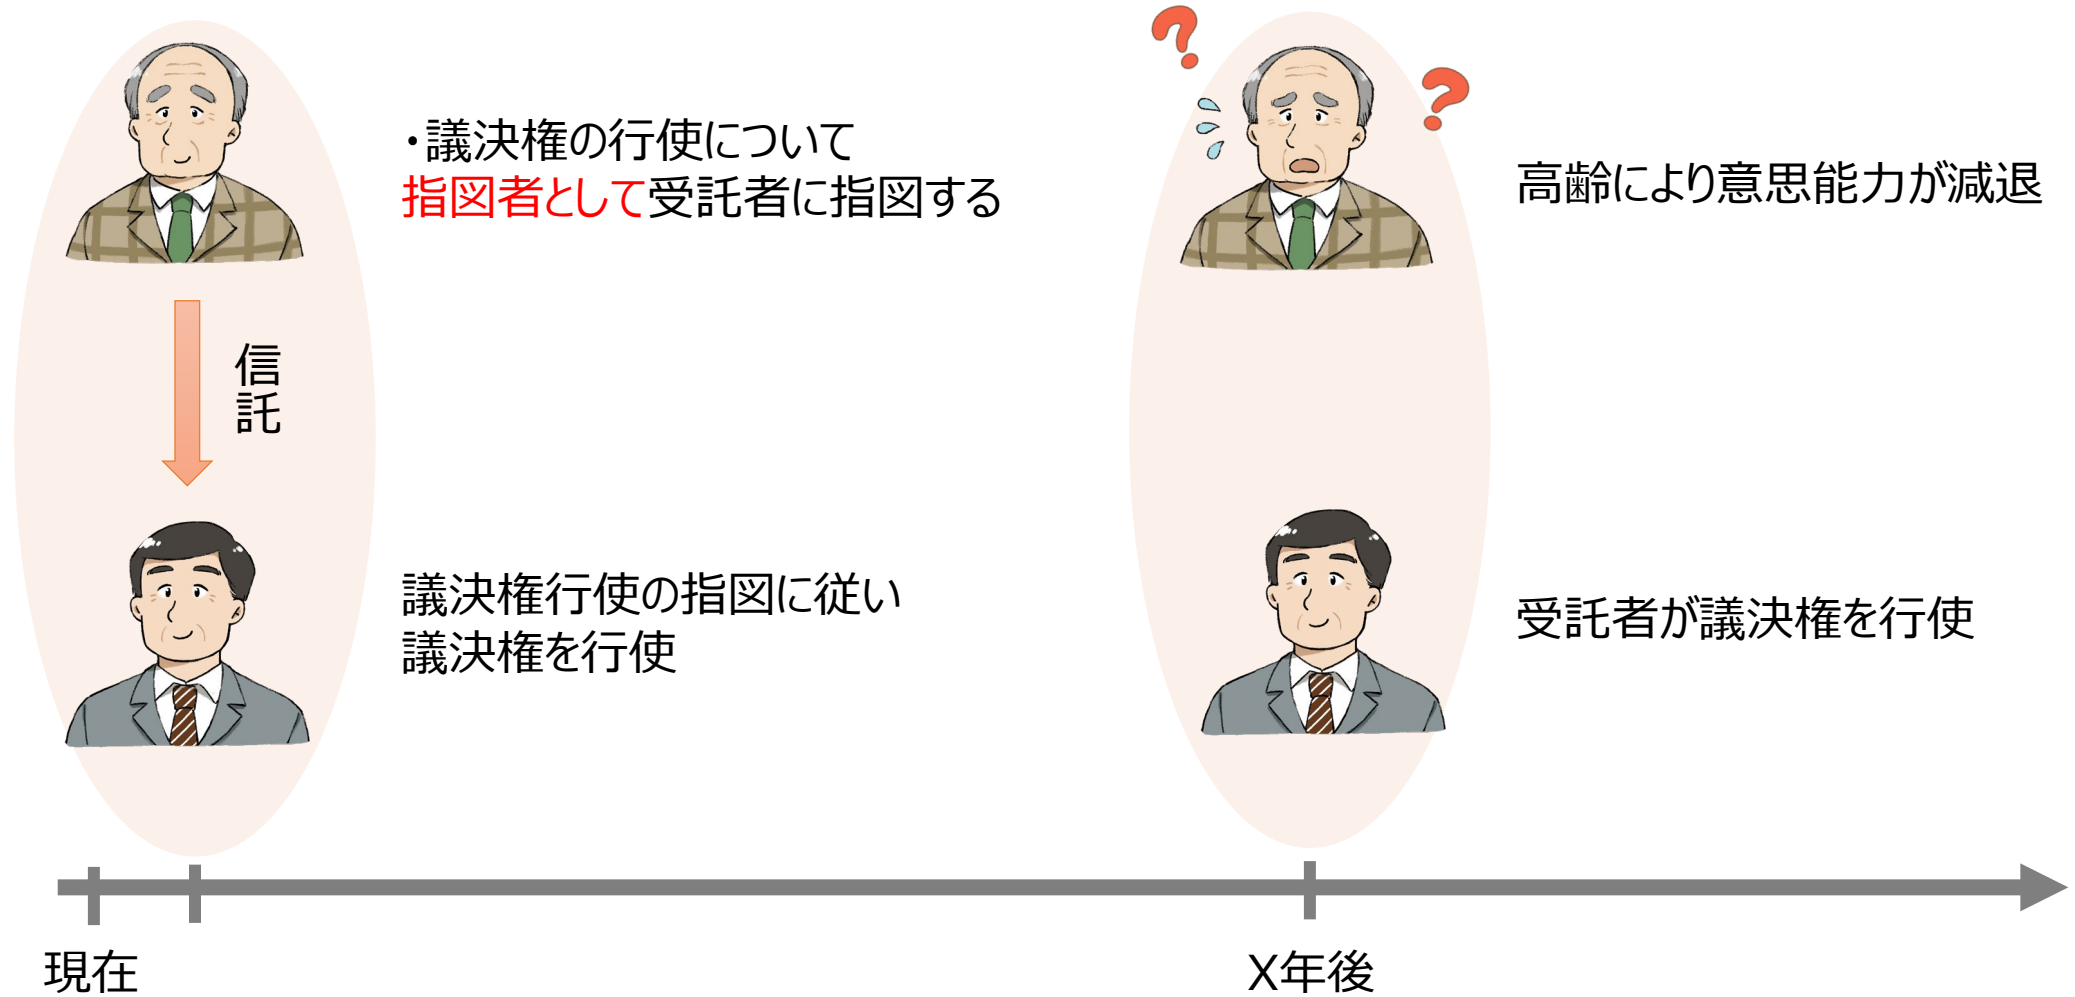 ・議決権の行使について
指図者として受託者に指図する
信託
議決権行使の指図に従い
議決権を行使
高齢により意思能力が減退
受託者が議決権を行使
現在
X年後